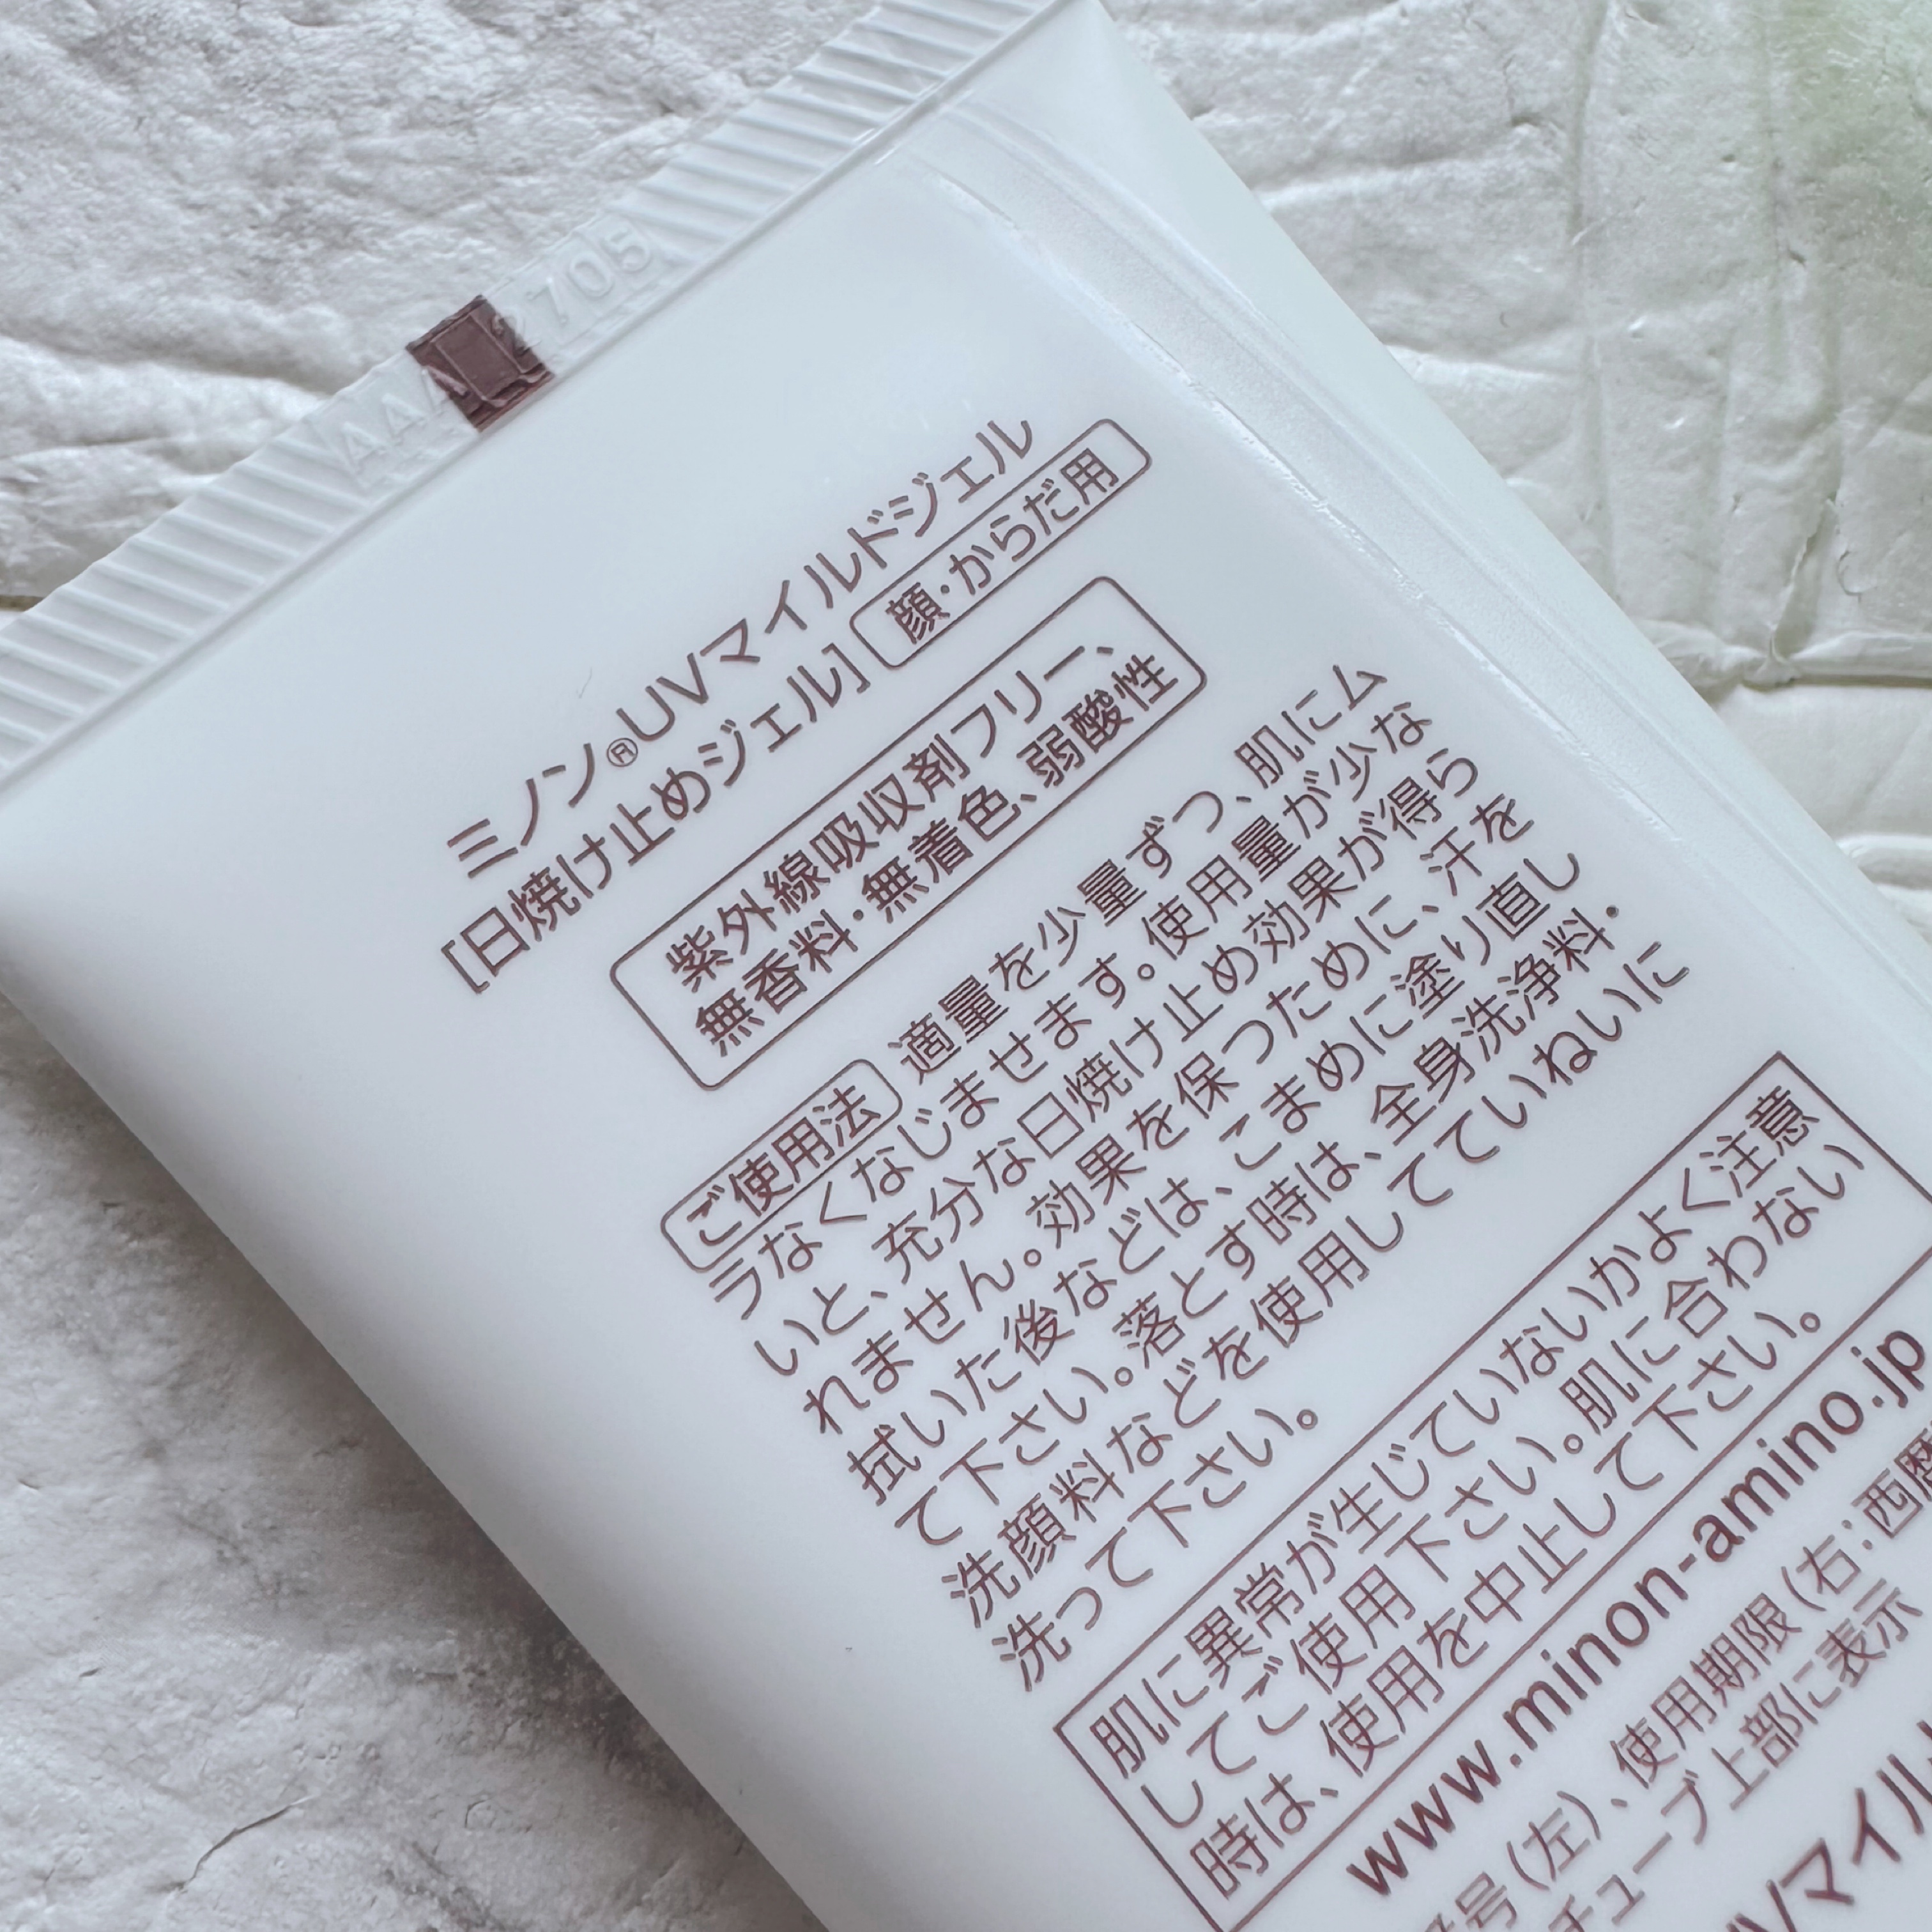 2705
ミノン®UVマイルドジェル
[日焼け止めジェル] 顔・からだ用
紫外線吸収剤フリー、
無香料・無着色、弱酸性
ご使用法 適量を少量ずつ、肌にム
ラなくなじませます。使用量が少な
いと、充分な日焼け止め効果が得ら
れません。効果を保つために、汗を
拭いた後などは、こまめに塗り直し
て下さい。落とす時は、全身洗浄料・
洗顔料などを使用してていねいに
洗って下さい。
肌に異常が生じていないかよく注意
してご使用下さい。肌に合わない
時は、使用を中止して下さい。
www.minon-amino.jp
号(左)、使用期限(右:西暦
チューブ上部に表示
Vマイル